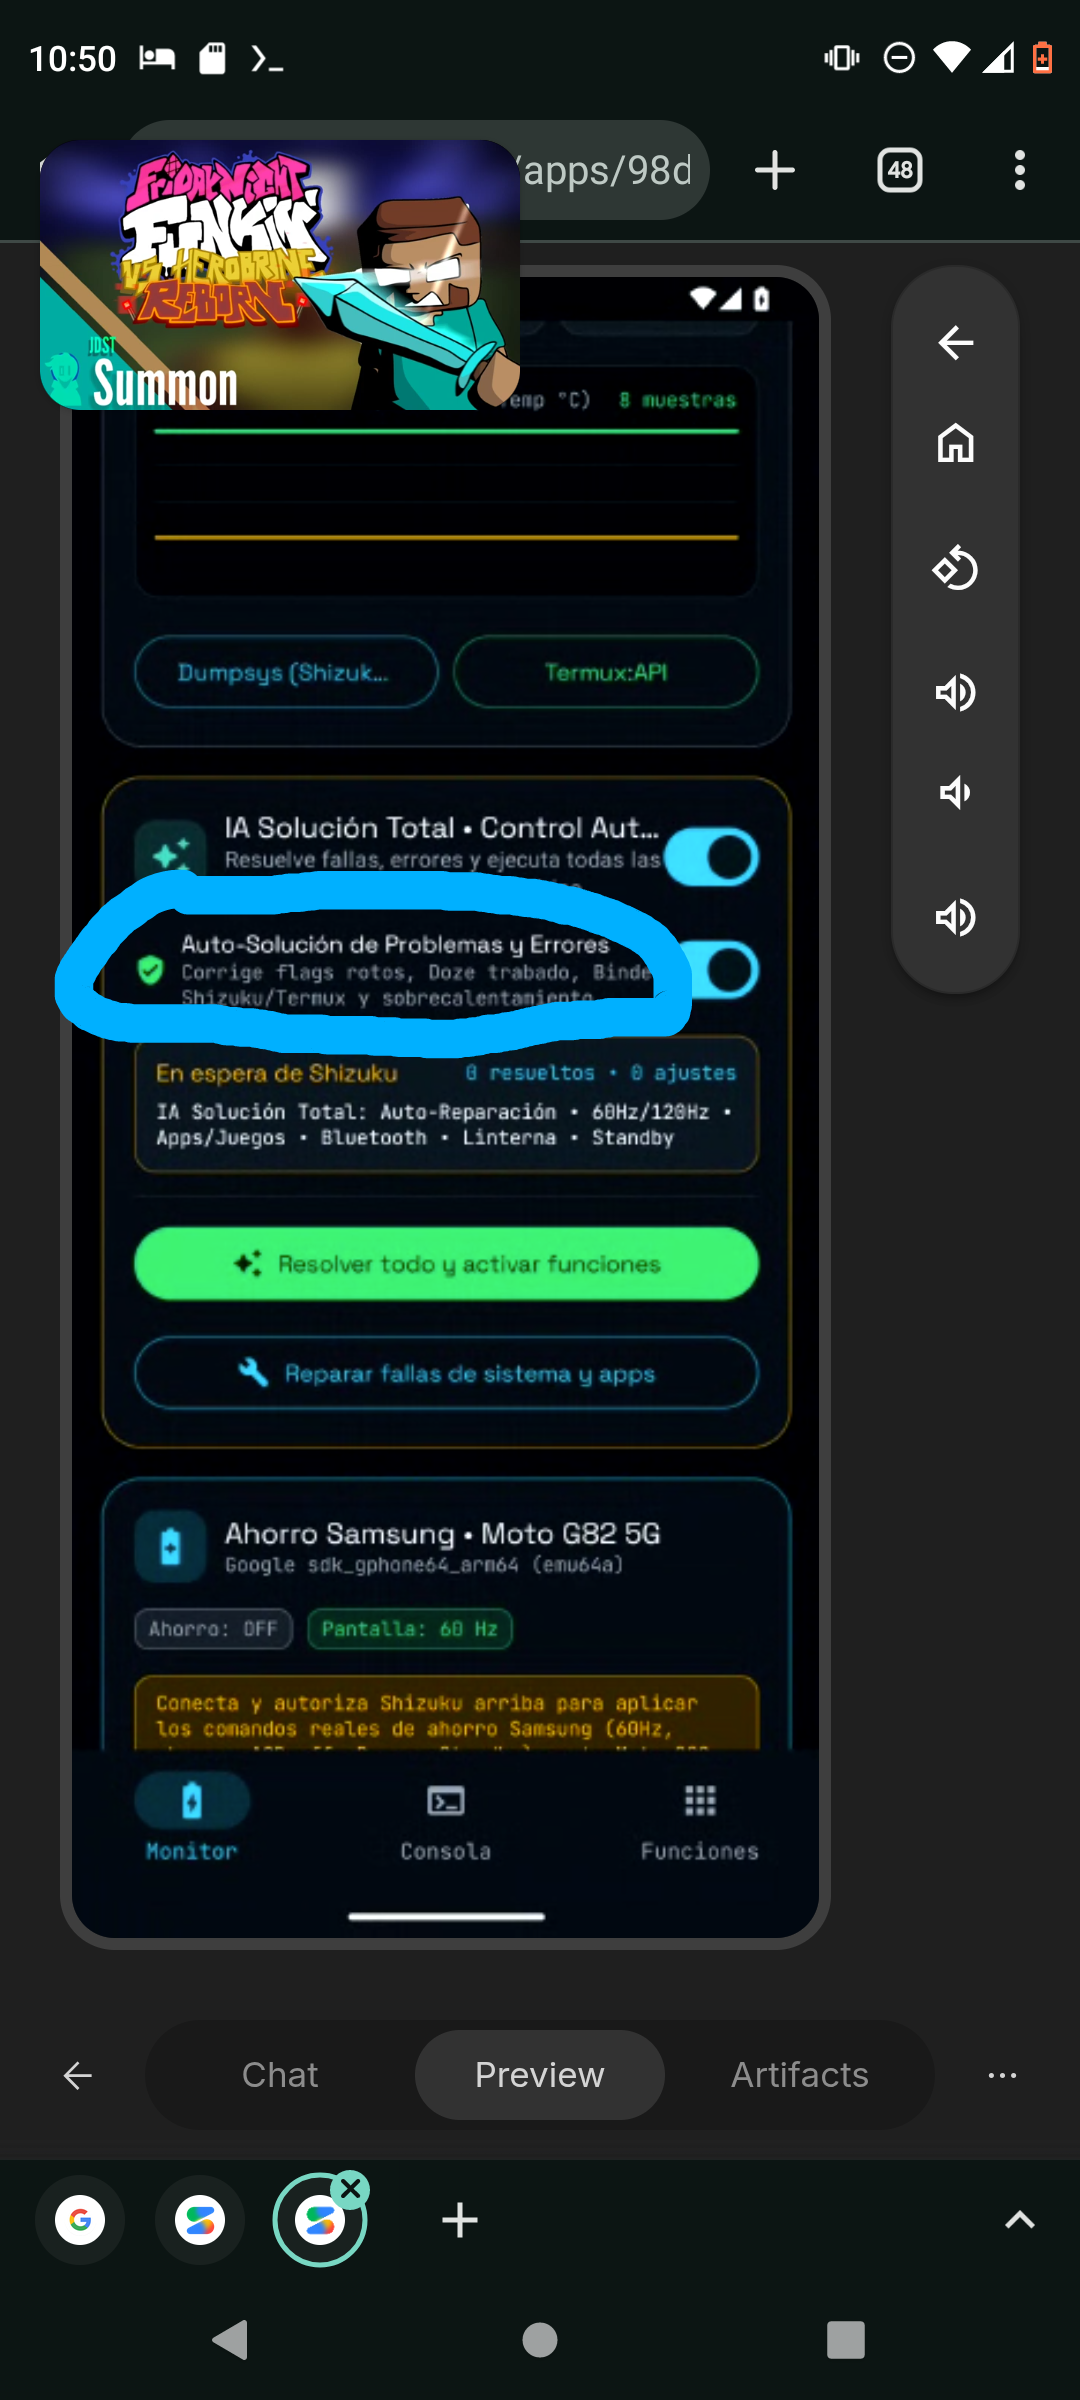 10:50
/apps/98d
48
FRIDAY NIGHT
FUNKIN'
VS HEROBRINE
REBORN
JDST
Summon
emp °C)
8 muestras
Dumpsys (Shizuk...
Termux:API
IA Solución Total • Control Aut...
Resuelve fallas, errores y ejecuta todas las
Auto-Solución de Problemas y Errores
Corrige flags rotos, Doze trabado, Binde
Shizuku/Termux y sobrecalentamiento
En espera de Shizuku
0 resueltos • 0 ajustes
IA Solución Total: Auto-Reparación • 60Hz/120Hz •
Apps/Juegos • Bluetooth • Linterna • Standby
Resolver todo y activar funciones
Reparar fallas de sistema y apps
Ahorro Samsung • Moto G82 5G
Google sdk_gphone64_arm64 (emu64a)
Ahorro: OFF
Pantalla: 60 Hz
Conecta y autoriza Shizuku arriba para aplicar
los comandos reales de ahorro Samsung (60Hz,
Monitor
Consola
Funciones
Chat
Preview
Artifacts